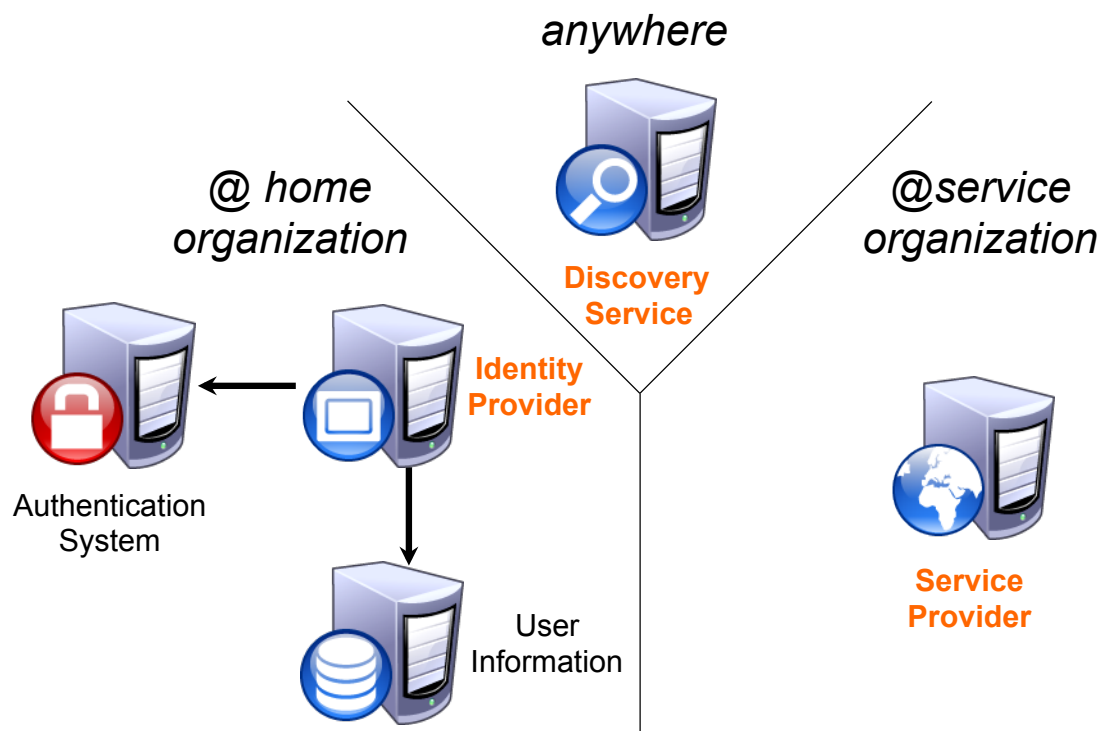 anywhere
@ home
organization
@service
organization
Discovery
Service
Identity
Provider
Authentication
System
Service
Provider
User
Information